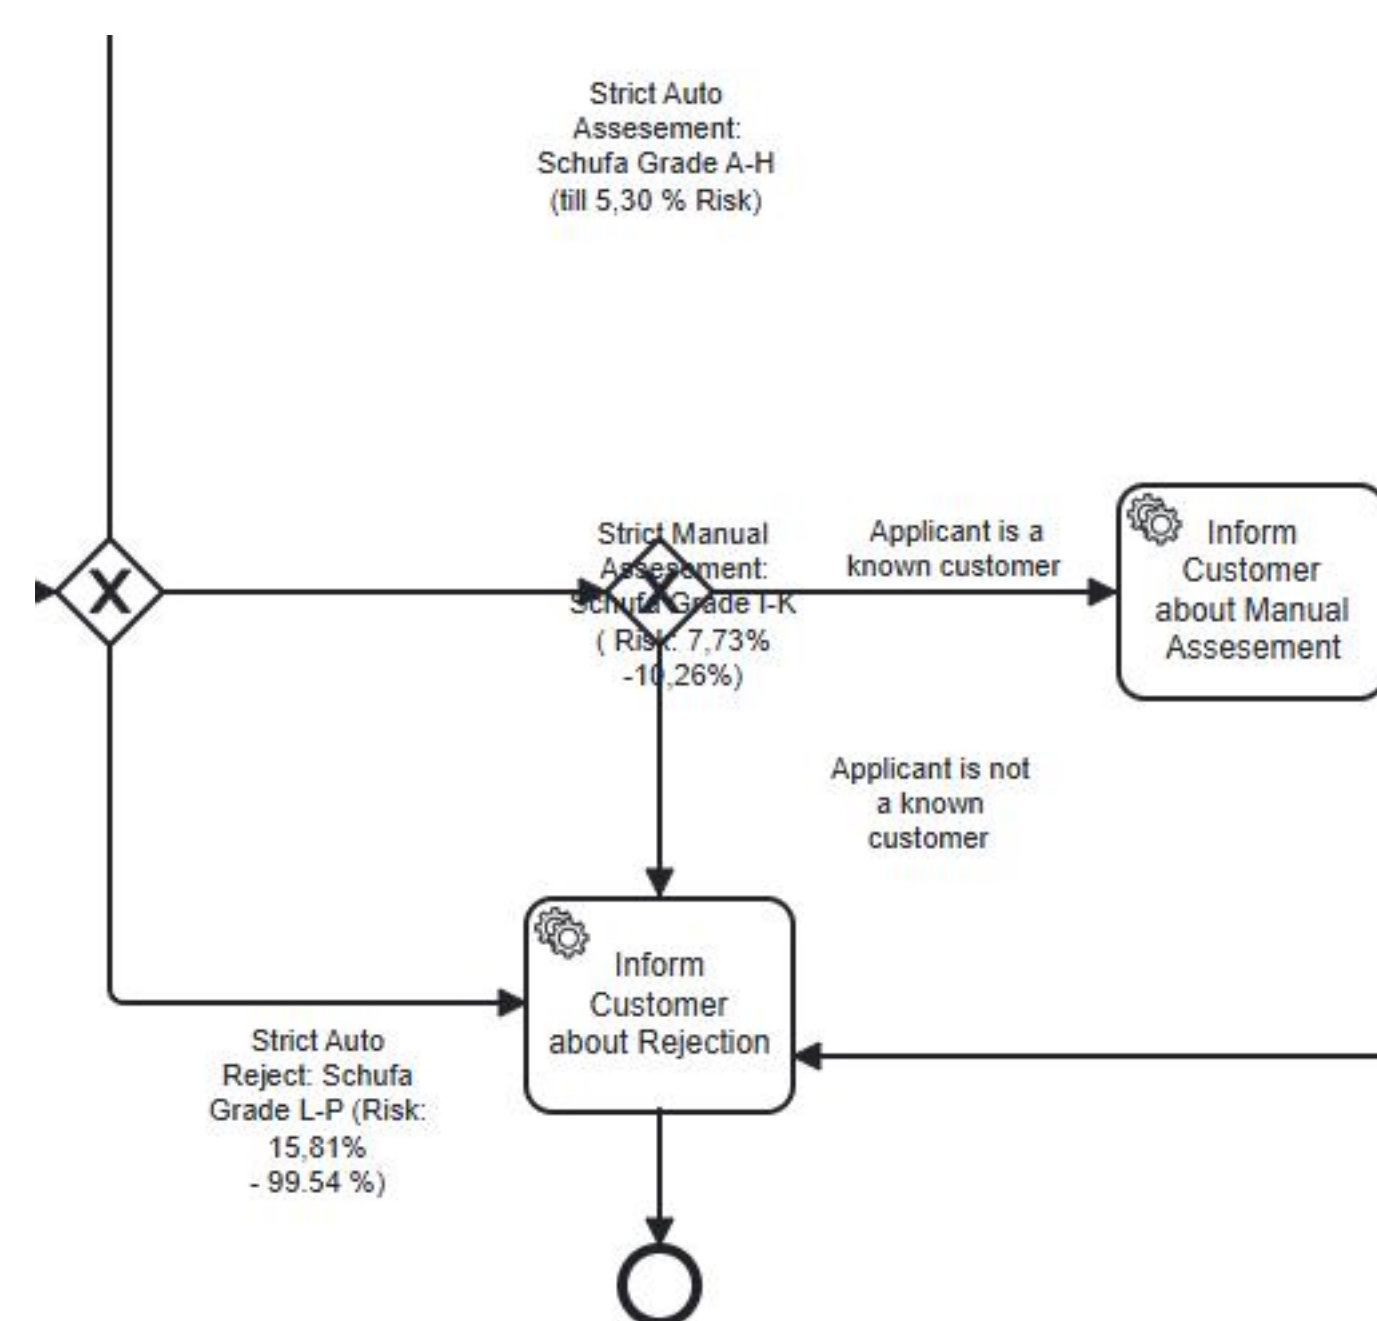 Strict Auto
Assesement:
Schufa Grade A-H
(till 5,30 % Risk)
Strict Manual
Assesement:
Schufa Grade I-K
( Risk: 7,73%
-10,26%)
Applicant is a
known customer
Inform
Customer
about Manual
Assesement
Applicant is not
a known
customer
Inform
Customer
about Rejection
Strict Auto
Reject: Schufa
Grade L-P (Risk:
15,81%
- 99.54 %)